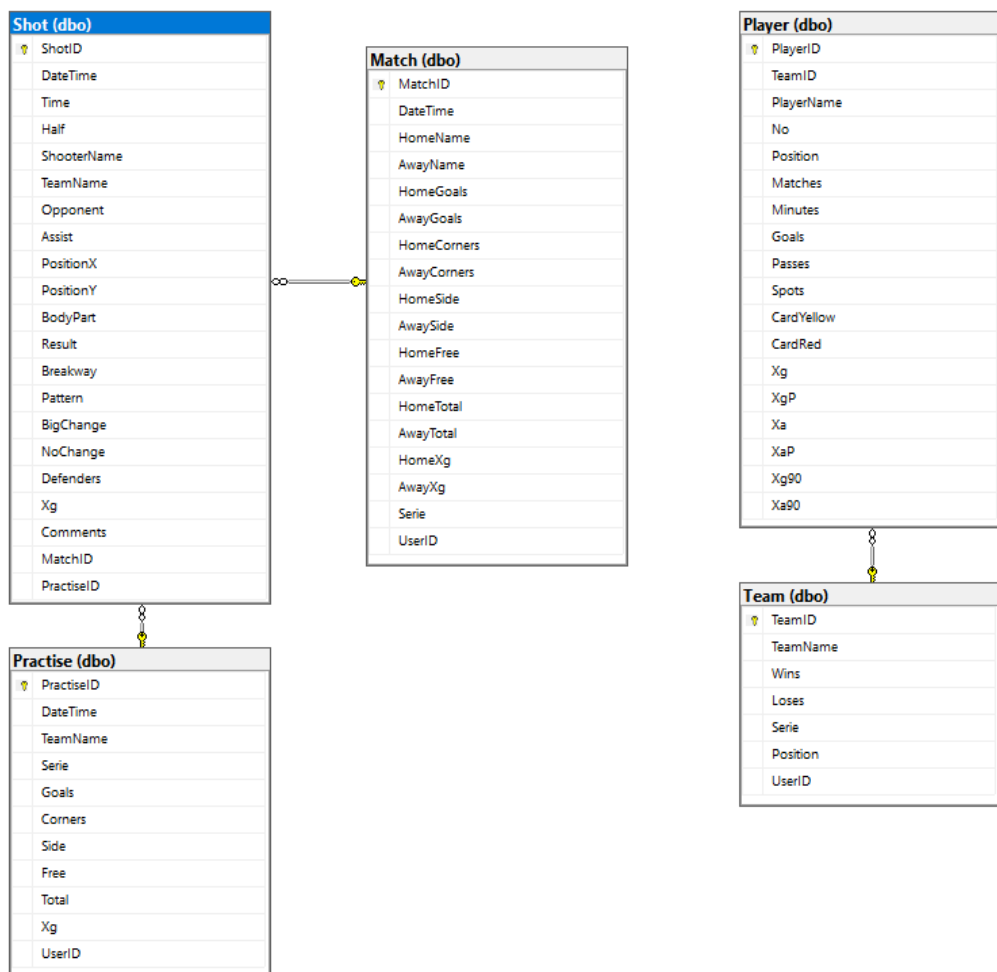 Shot (dbo)
ShotID
DateTime
Time
Half
ShooterName
TeamName
Opponent
Assist
PositionX
PositionY
BodyPart
Result
Breakway
Pattern
BigChange
NoChange
Defenders
Xg
Comments
MatchID
PractiseID
Match (dbo)
MatchID
DateTime
HomeName
AwayName
HomeGoals
AwayGoals
HomeCorners
AwayCorners
HomeSide
AwaySide
HomeFree
AwayFree
HomeTotal
AwayTotal
HomeXg
AwayXg
Serie
UserID
Player (dbo)
PlayerID
TeamID
PlayerName
No
Position
Matches
Minutes
Goals
Passes
Spots
CardYellow
CardRed
Xg
XgP
Xa
XaP
Xg90
Xa90
Practise (dbo)
PractiseID
DateTime
TeamName
Serie
Goals
Corners
Side
Free
Total
Xg
UserID
Team (dbo)
TeamID
TeamName
Wins
Loses
Serie
Position
UserID